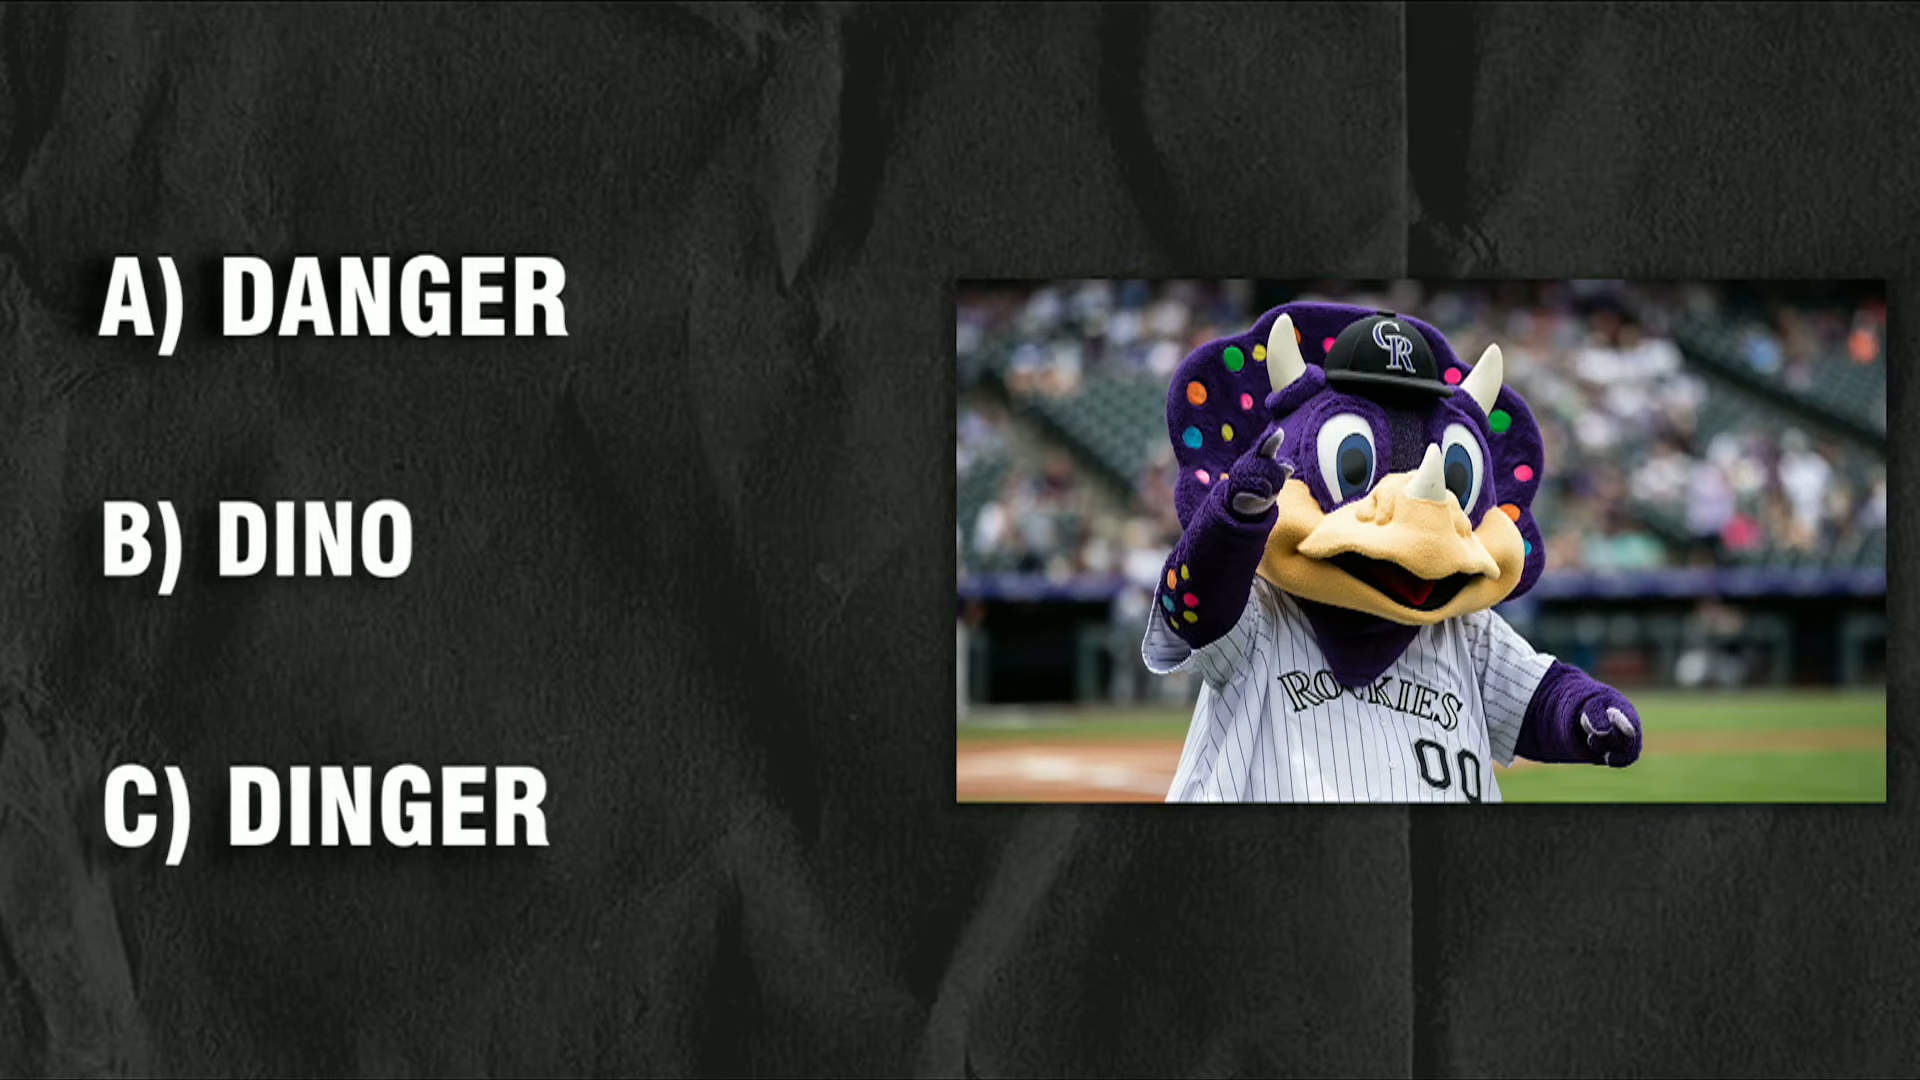 A) DANGER
B) DINO
C) DINGER
CR
ROCKIES
00